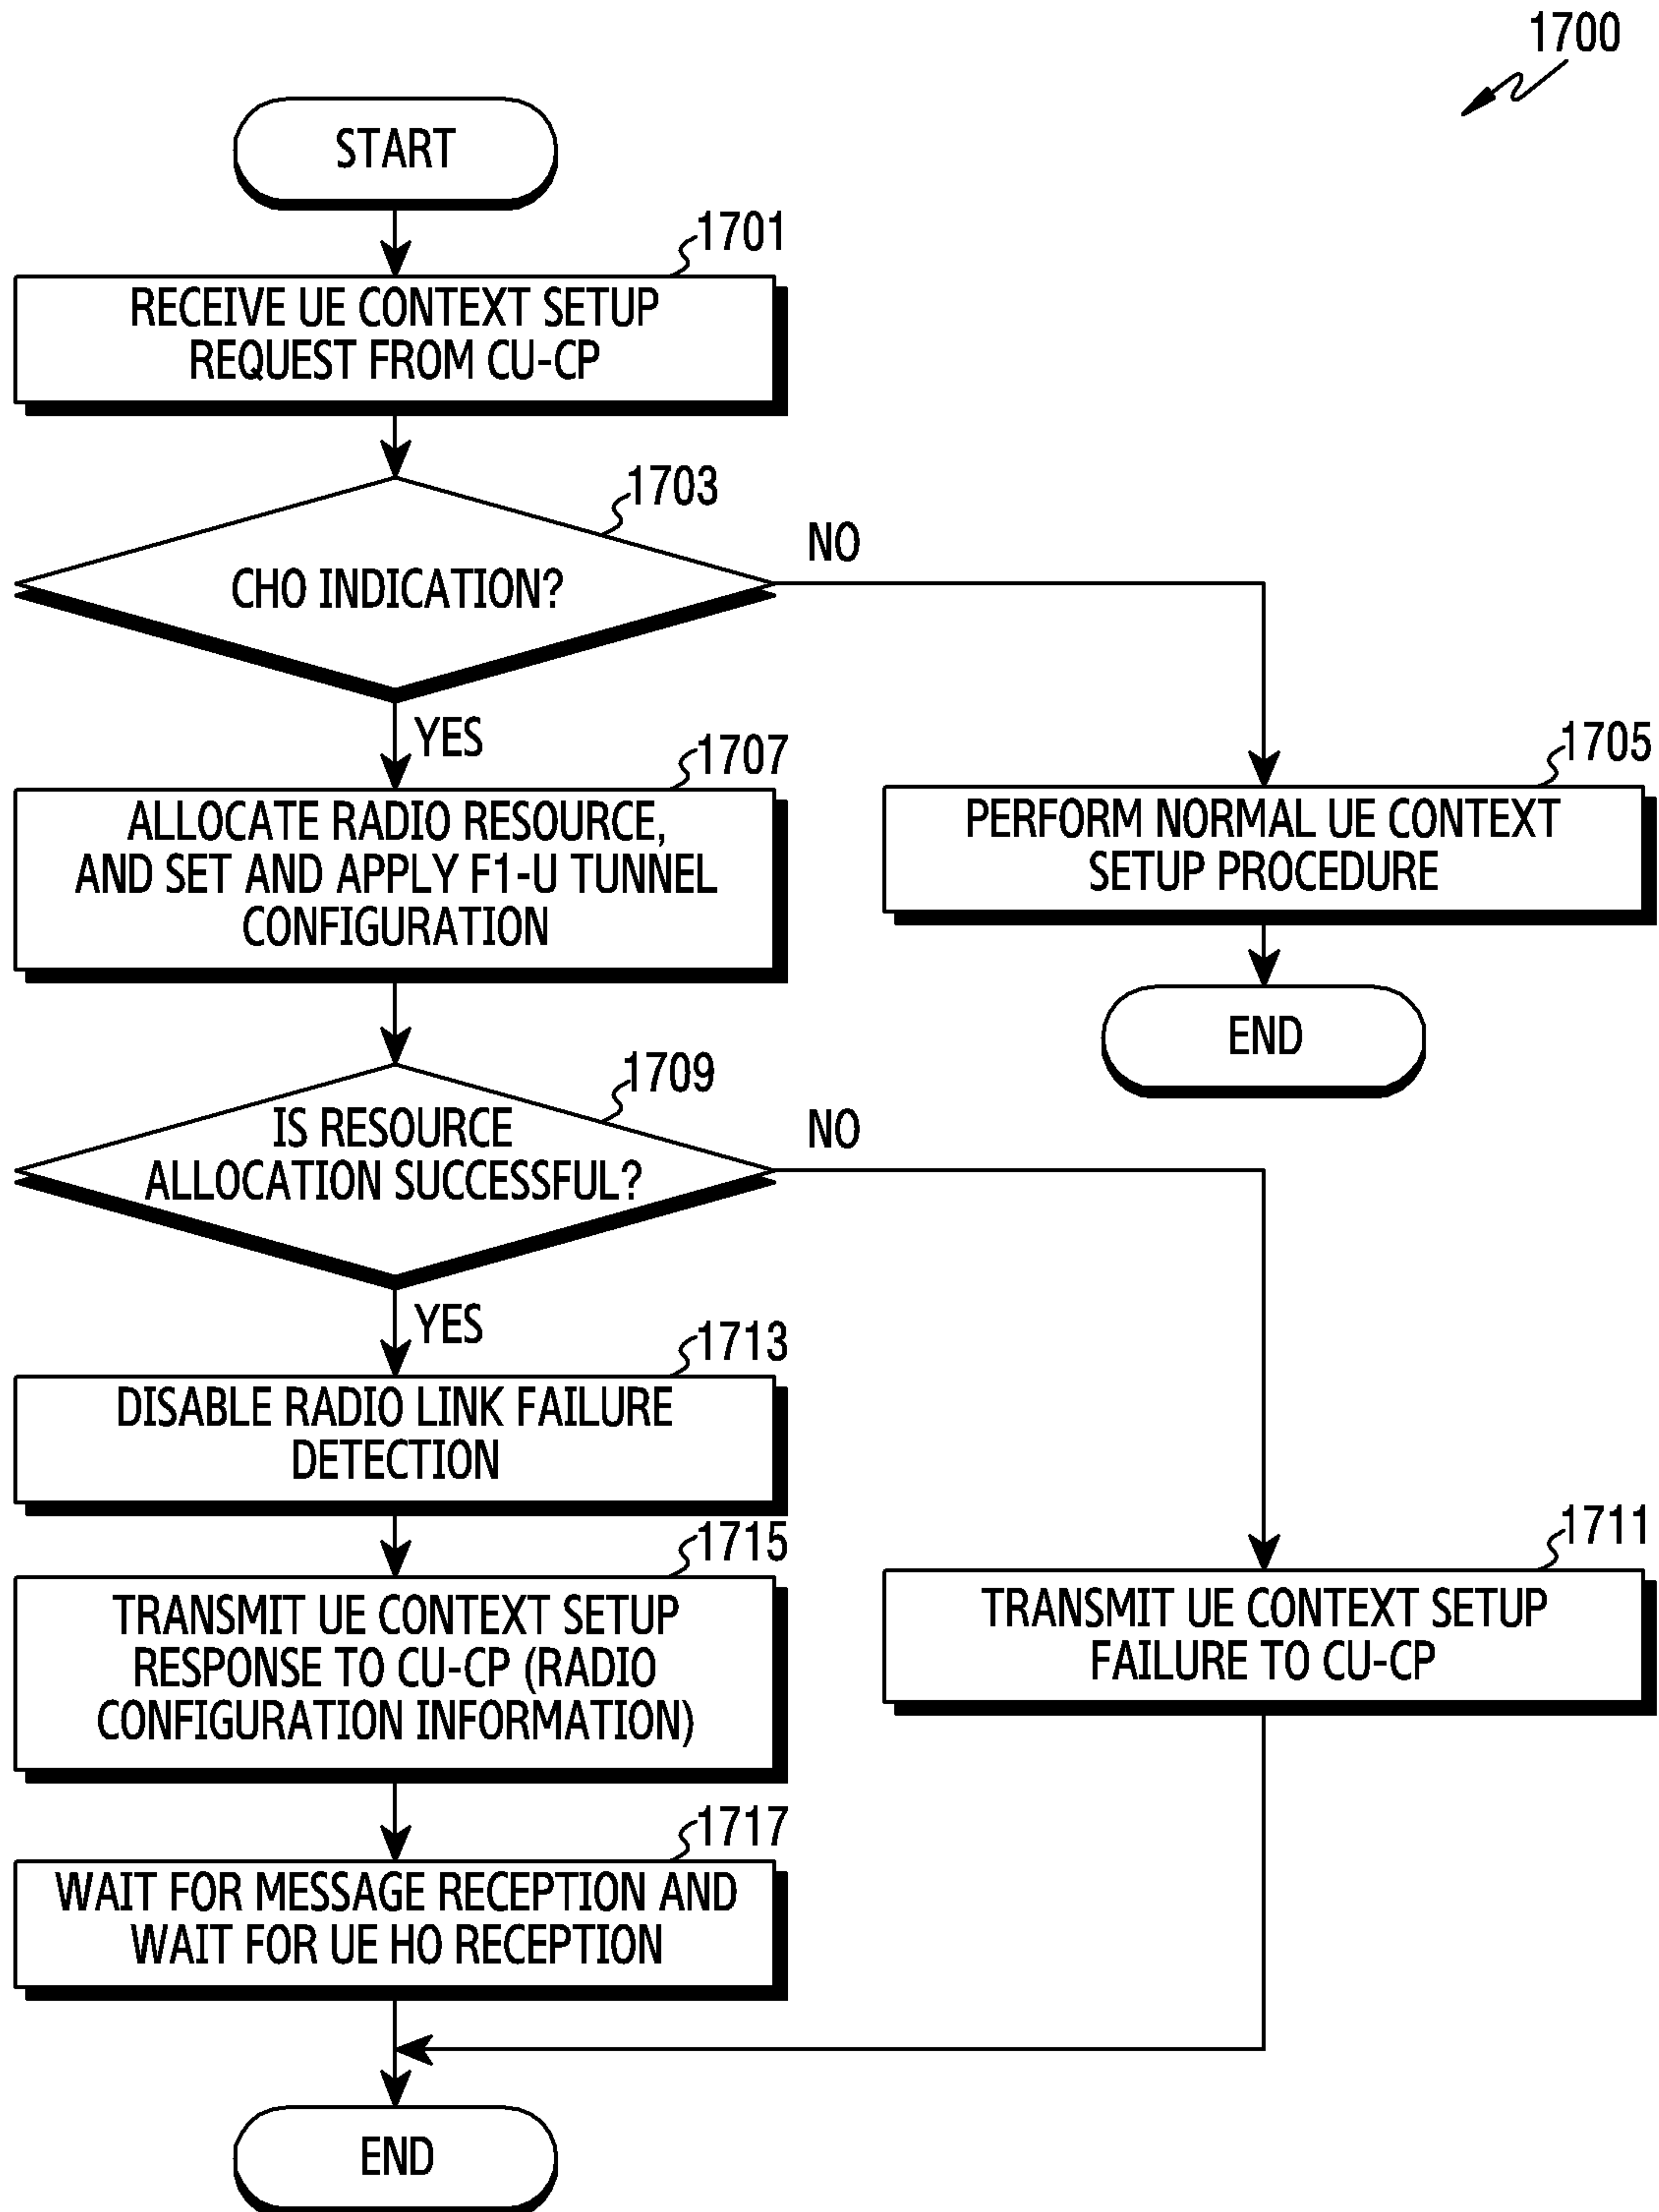 1700
START
1701
RECEIVE UE CONTEXT SETUP
REQUEST FROM CU-CP
1703
CHO INDICATION?
NO
YES
1705
PERFORM NORMAL UE CONTEXT
SETUP PROCEDURE
END
1707
ALLOCATE RADIO RESOURCE,
AND SET AND APPLY F1-U TUNNEL
CONFIGURATION
1709
IS RESOURCE
ALLOCATION SUCCESSFUL?
NO
YES
1711
TRANSMIT UE CONTEXT SETUP
FAILURE TO CU-CP
1713
DISABLE RADIO LINK FAILURE
DETECTION
1715
TRANSMIT UE CONTEXT SETUP
RESPONSE TO CU-CP (RADIO
CONFIGURATION INFORMATION)
1717
WAIT FOR MESSAGE RECEPTION AND
WAIT FOR UE HO RECEPTION
END